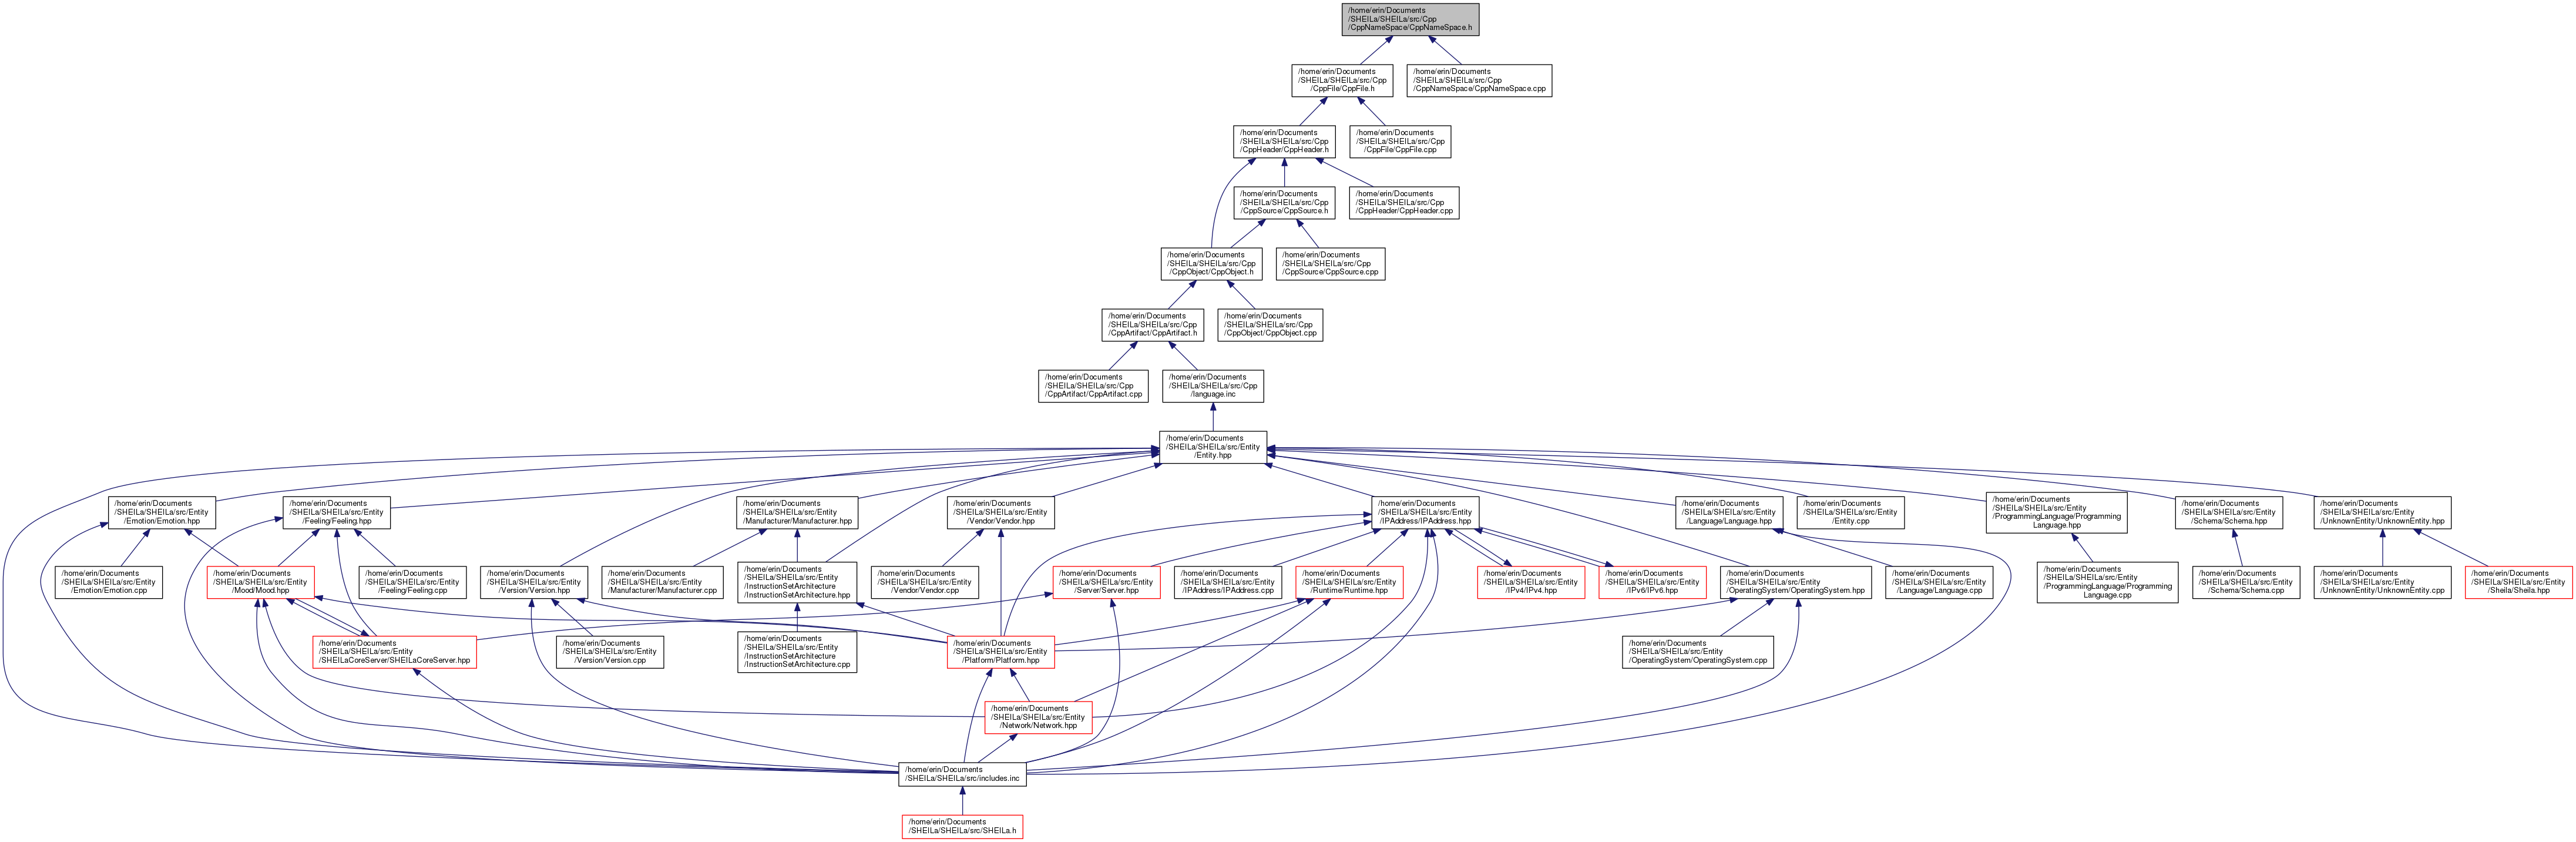 /home/erin/Documents
/SHEILa/SHEILa/src/Cpp
/CppNameSpace/CppNameSpace.h
/home/erin/Documents
/SHEILa/SHEILa/src/Cpp
/CppFile/CppFile.h
/home/erin/Documents
/SHEILa/SHEILa/src/Cpp
/CppNameSpace/CppNameSpace.cpp
/home/erin/Documents
/SHEILa/SHEILa/src/Cpp
/CppHeader/CppHeader.h
/home/erin/Documents
/SHEILa/SHEILa/src/Cpp
/CppFile/CppFile.cpp
/home/erin/Documents
/SHEILa/SHEILa/src/Cpp
/CppSource/CppSource.h
/home/erin/Documents
/SHEILa/SHEILa/src/Cpp
/CppHeader/CppHeader.cpp
/home/erin/Documents
/SHEILa/SHEILa/src/Cpp
/CppObject/CppObject.h
/home/erin/Documents
/SHEILa/SHEILa/src/Cpp
/CppSource/CppSource.cpp
/home/erin/Documents
/SHEILa/SHEILa/src/Cpp
/CppArtifact/CppArtifact.h
/home/erin/Documents
/SHEILa/SHEILa/src/Cpp
/CppObject/CppObject.cpp
/home/erin/Documents
/SHEILa/SHEILa/src/Cpp
/CppArtifact/CppArtifact.cpp
/home/erin/Documents
/SHEILa/SHEILa/src/Cpp
/language.inc
/home/erin/Documents
/SHEILa/SHEILa/src/Entity
/Entity.hpp
/home/erin/Documents
/SHEILa/SHEILa/src/Entity
/Emotion/Emotion.hpp
/home/erin/Documents
/SHEILa/SHEILa/src/Entity
/Feeling/Feeling.hpp
/home/erin/Documents
/SHEILa/SHEILa/src/Entity
/Manufacturer/Manufacturer.hpp
/home/erin/Documents
/SHEILa/SHEILa/src/Entity
/Vendor/Vendor.hpp
/home/erin/Documents
/SHEILa/SHEILa/src/Entity
/IPAddress/IPAddress.hpp
/home/erin/Documents
/SHEILa/SHEILa/src/Entity
/Language/Language.hpp
/home/erin/Documents
/SHEILa/SHEILa/src/Entity
/Entity.cpp
/home/erin/Documents
/SHEILa/SHEILa/src/Entity
/ProgrammingLanguage/Programming
Language.hpp
/home/erin/Documents
/SHEILa/SHEILa/src/Entity
/Schema/Schema.hpp
/home/erin/Documents
/SHEILa/SHEILa/src/Entity
/UnknownEntity/UnknownEntity.hpp
/home/erin/Documents
/SHEILa/SHEILa/src/Entity
/Emotion/Emotion.cpp
/home/erin/Documents
/SHEILa/SHEILa/src/Entity
/Mood/Mood.hpp
/home/erin/Documents
/SHEILa/SHEILa/src/Entity
/Feeling/Feeling.cpp
/home/erin/Documents
/SHEILa/SHEILa/src/Entity
/Version/Version.hpp
/home/erin/Documents
/SHEILa/SHEILa/src/Entity
/Manufacturer/Manufacturer.cpp
/home/erin/Documents
/SHEILa/SHEILa/src/Entity
/InstructionSetArchitecture
/InstructionSetArchitecture.hpp
/home/erin/Documents
/SHEILa/SHEILa/src/Entity
/Vendor/Vendor.cpp
/home/erin/Documents
/SHEILa/SHEILa/src/Entity
/Server/Server.hpp
/home/erin/Documents
/SHEILa/SHEILa/src/Entity
/IPAddress/IPAddress.cpp
/home/erin/Documents
/SHEILa/SHEILa/src/Entity
/Runtime/Runtime.hpp
/home/erin/Documents
/SHEILa/SHEILa/src/Entity
/IPv4/IPv4.hpp
/home/erin/Documents
/SHEILa/SHEILa/src/Entity
/IPv6/IPv6.hpp
/home/erin/Documents
/SHEILa/SHEILa/src/Entity
/OperatingSystem/OperatingSystem.hpp
/home/erin/Documents
/SHEILa/SHEILa/src/Entity
/Language/Language.cpp
/home/erin/Documents
/SHEILa/SHEILa/src/Entity
/ProgrammingLanguage/Programming
Language.cpp
/home/erin/Documents
/SHEILa/SHEILa/src/Entity
/Schema/Schema.cpp
/home/erin/Documents
/SHEILa/SHEILa/src/Entity
/UnknownEntity/UnknownEntity.cpp
/home/erin/Documents
/SHEILa/SHEILa/src/Entity
/Sheila/Sheila.hpp
/home/erin/Documents
/SHEILa/SHEILa/src/Entity
/SHEILaCoreServer/SHEILaCoreServer.hpp
/home/erin/Documents
/SHEILa/SHEILa/src/Entity
/Version/Version.cpp
/home/erin/Documents
/SHEILa/SHEILa/src/Entity
/InstructionSetArchitecture
/InstructionSetArchitecture.cpp
/home/erin/Documents
/SHEILa/SHEILa/src/Entity
/Platform/Platform.hpp
/home/erin/Documents
/SHEILa/SHEILa/src/Entity
/OperatingSystem/OperatingSystem.cpp
/home/erin/Documents
/SHEILa/SHEILa/src/Entity
/Network/Network.hpp
/home/erin/Documents
/SHEILa/SHEILa/src/includes.inc
/home/erin/Documents
/SHEILa/SHEILa/src/SHEILa.h